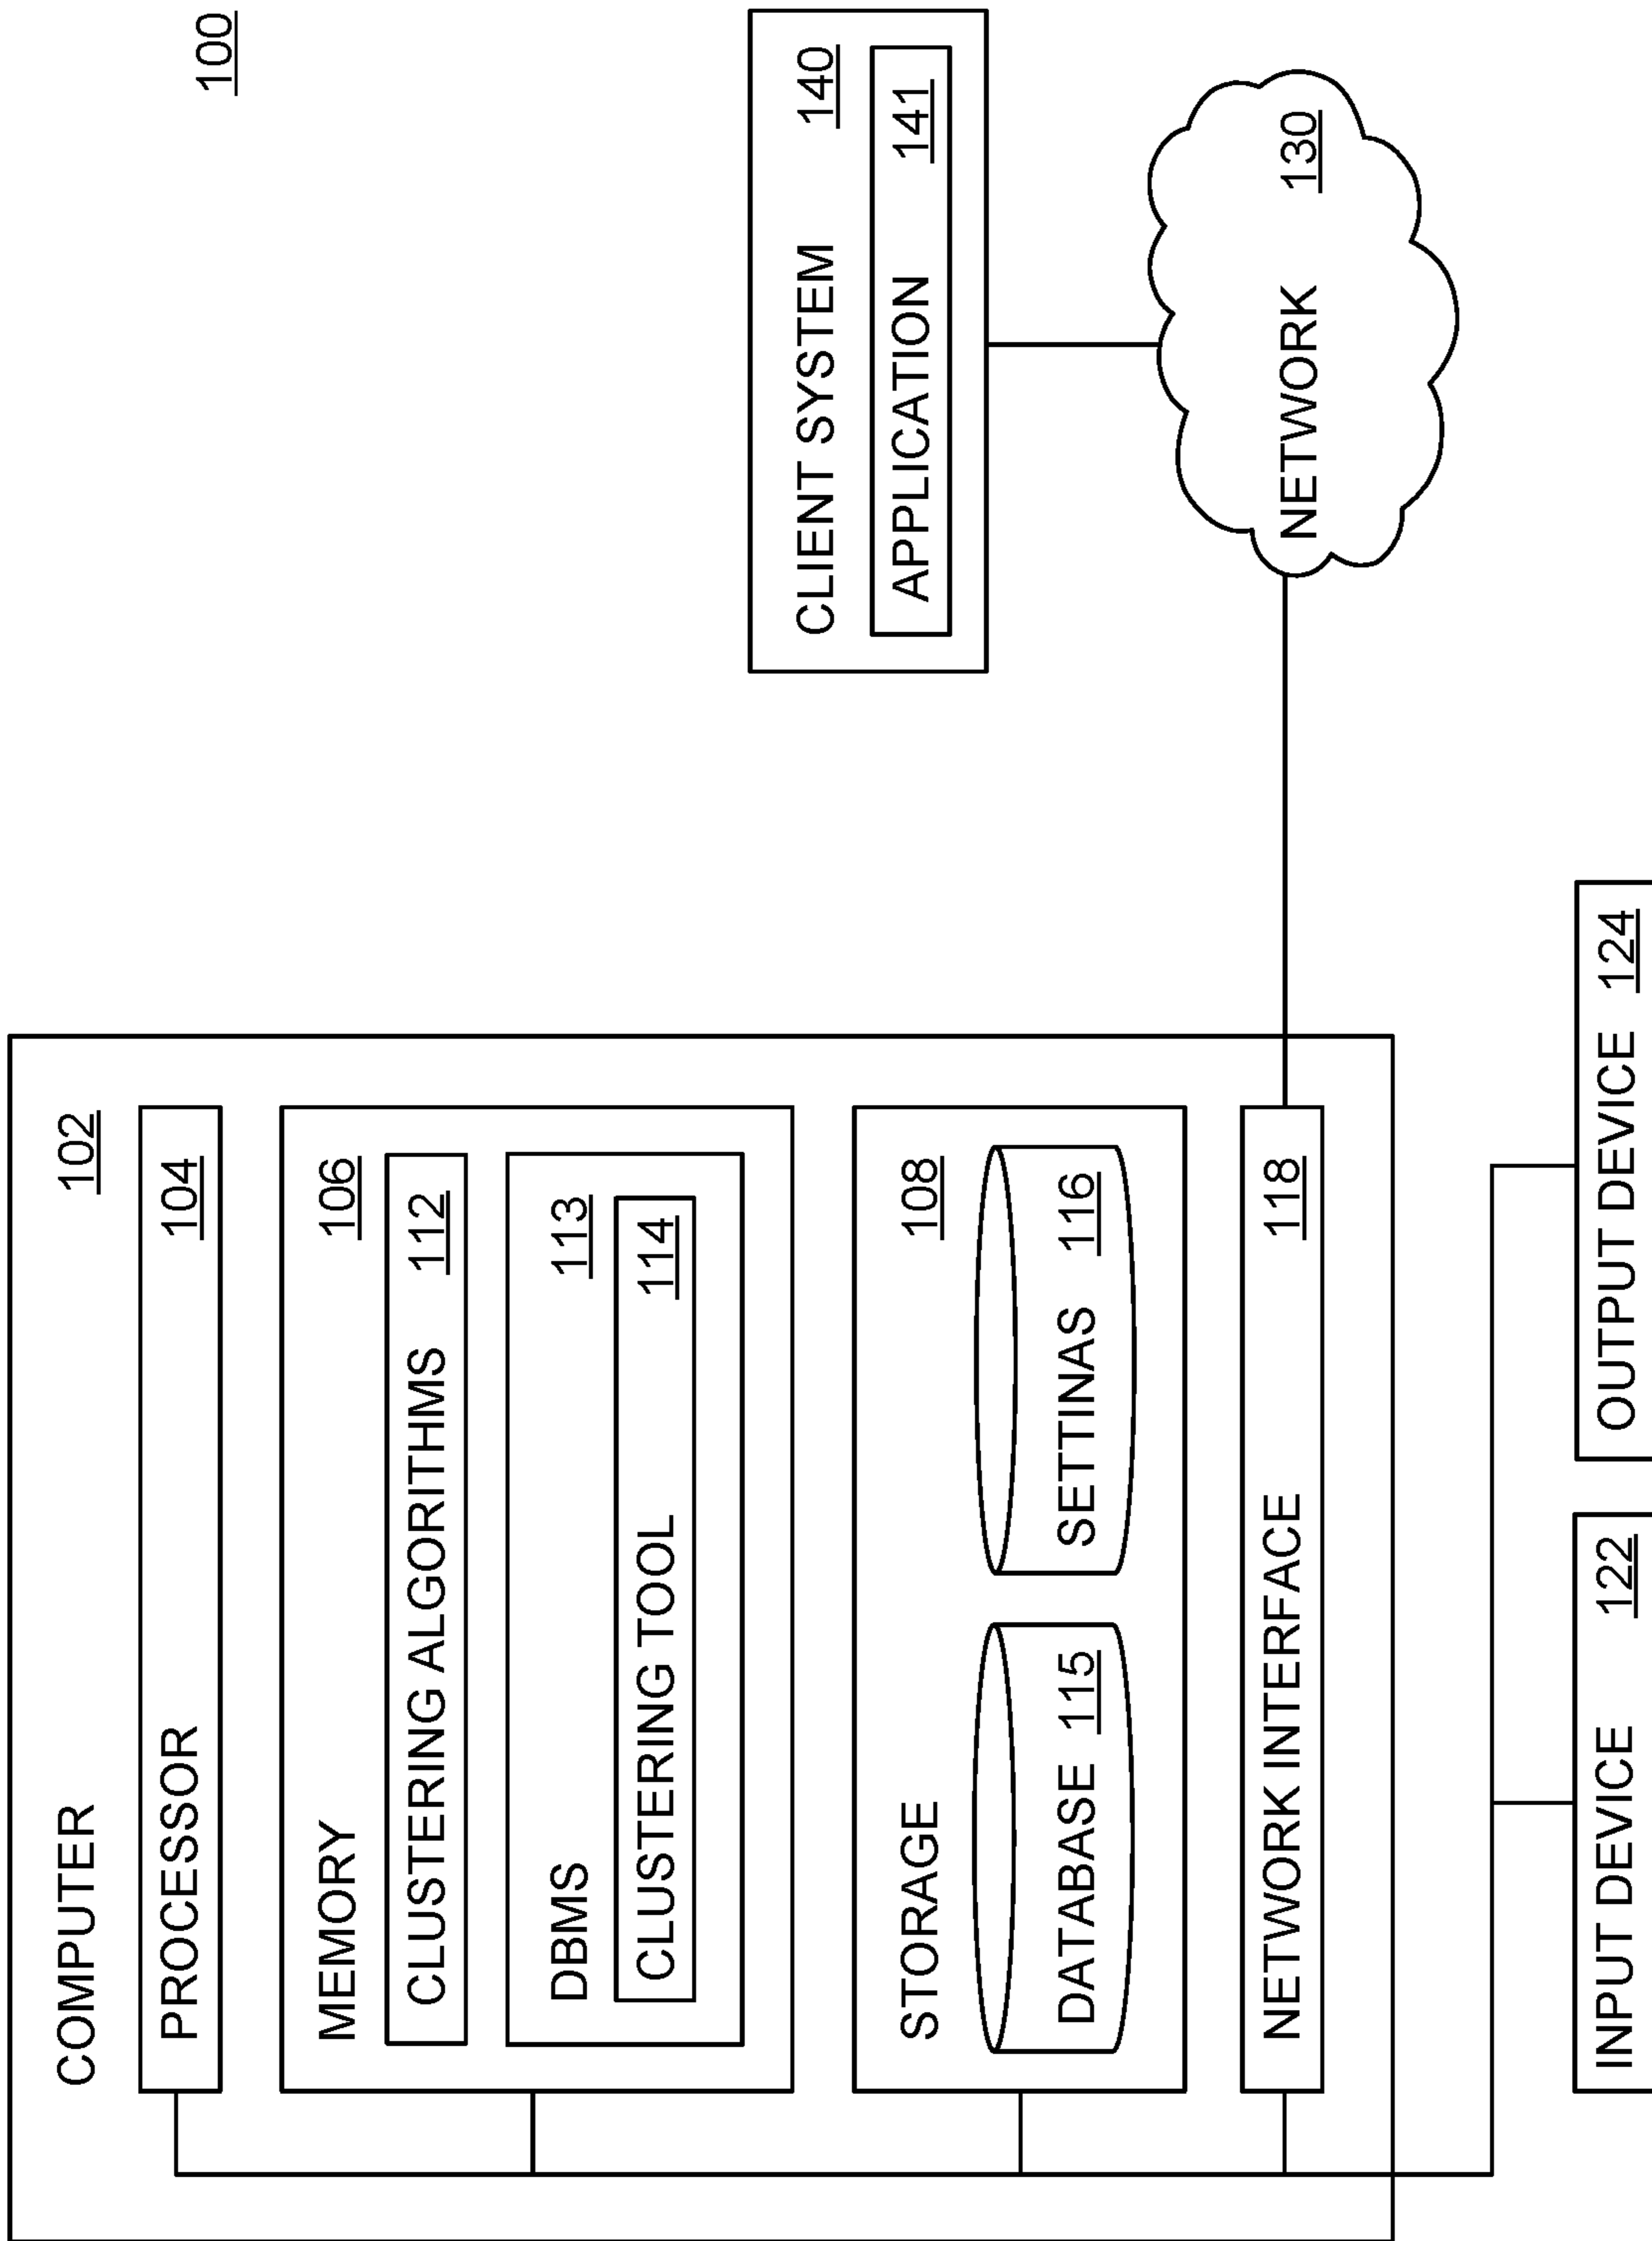 100
COMPUTER 102
PROCESSOR 104
MEMORY 106
CLUSTERING ALGORITHMS 112
DBMS 113
CLUSTERING TOOL 114
STORAGE 108
DATABASE 115
SETTINAS 116
NETWORK INTERFACE 118
INPUT DEVICE 122
OUTPUT DEVICE 124
CLIENT SYSTEM 140
APPLICATION 141
NETWORK 130